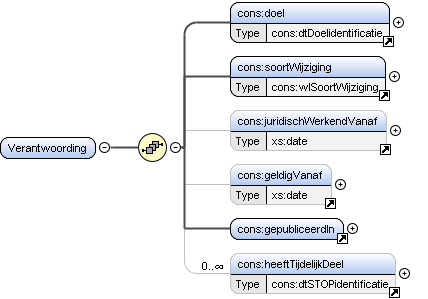 cons:doel
Type cons:dtDoelidentificatie
cons:soortWijziging
Type cons:wlSoortWijziging
cons:juridischWerkendVanaf
Type xs:date
Verantwoording
cons:geldigVanaf
Type xs:date
cons:gepubliceerdIn
0..∞
cons:heeftTijdelijkDeel
Type cons:dtSTOPidentificatie